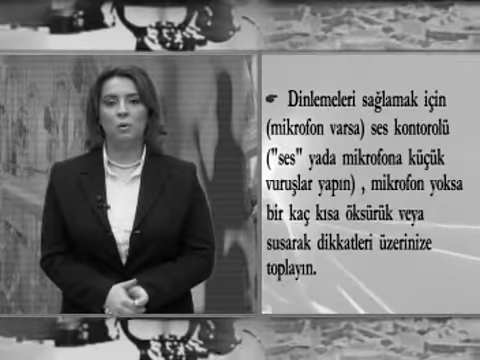 ☛ Dinlemeleri sağlamak için
(mikrofon varsa) ses kontorolü
("ses" yada mikrofona küçük
vuruşlar yapın) , mikrofon yoksa
bir kaç kısa öksürük veya
susarak dikkatleri üzerinize
toplayın.